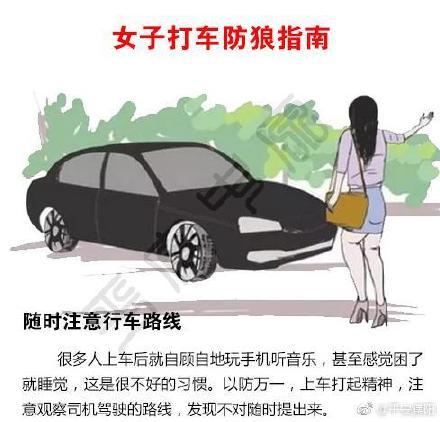 女子打车防狼指南
随时注意行车路线
很多人上车后就自顾自地玩手机听音乐，甚至感觉困了
就睡觉，这是很不好的习惯。以防万一，上车打起精神，注
意观察司机驾驶的路线，发现不对随时提出来。